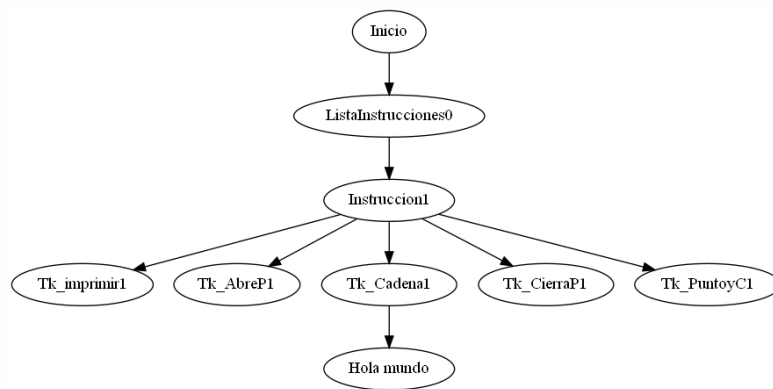 Inicio
ListaInstrucciones0
Instruccion1
Tk_imprimir1
Tk_AbreP1
Tk_Cadena1
Tk_CierraP1
Tk_PuntoyC1
Hola mundo